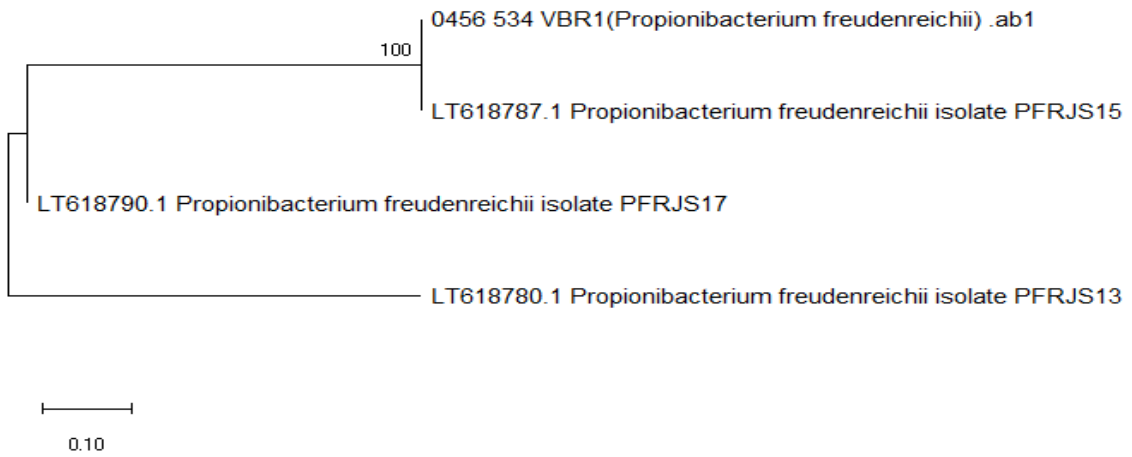 0456 534 VBR1(Propionibacterium freudenreichii) .ab1
100
LT618787.1 Propionibacterium freudenreichii isolate PFRJS15
LT618790.1 Propionibacterium freudenreichii isolate PFRJS17
LT618780.1 Propionibacterium freudenreichii isolate PFRJS13
0.10